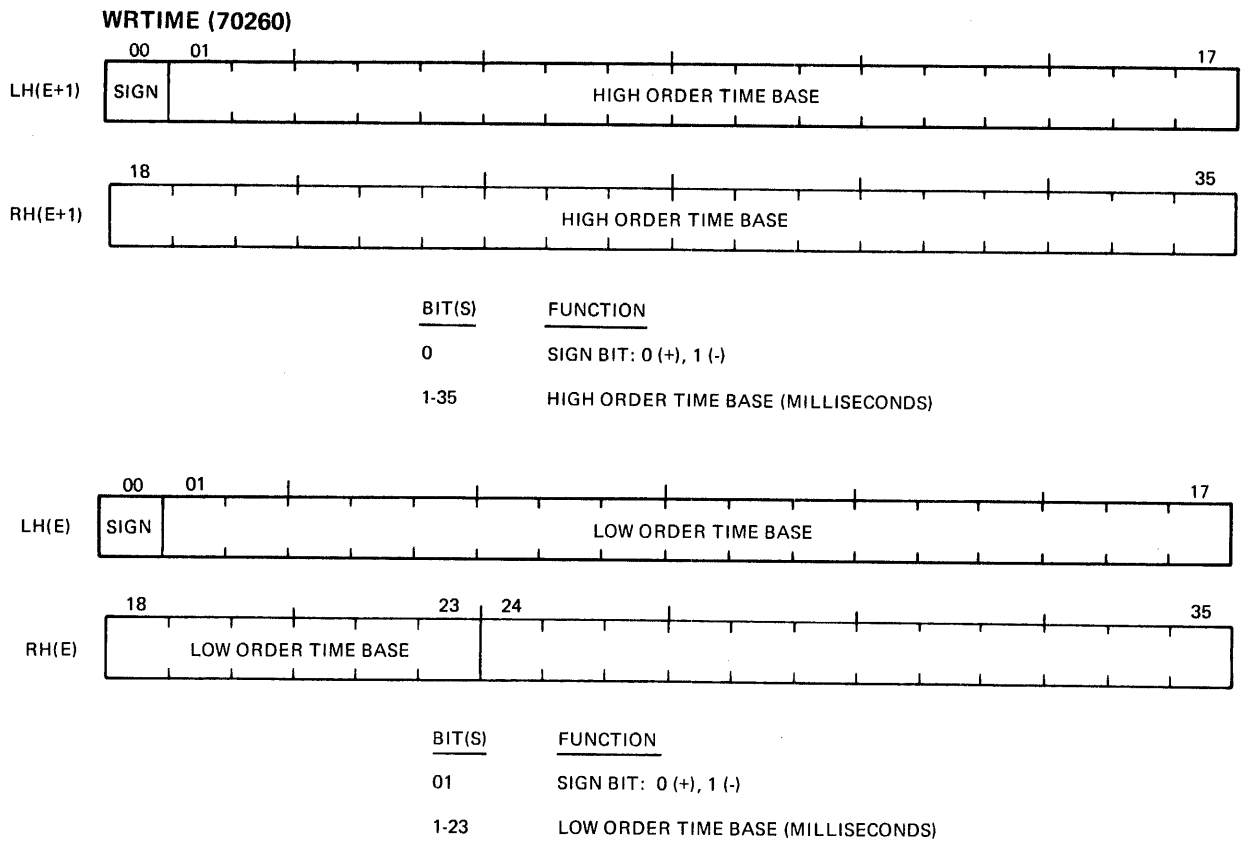 WRTIME (70260)
00 01 17
LH(E+1) SIGN HIGH ORDER TIME BASE
18 35
RH(E+1) HIGH ORDER TIME BASE
BIT(S) FUNCTION
0 SIGN BIT: 0 (+), 1 (-)
1-35 HIGH ORDER TIME BASE (MILLISECONDS)
00 01 17
LH(E) SIGN LOW ORDER TIME BASE
18 23 24 35
RH(E) LOW ORDER TIME BASE
BIT(S) FUNCTION
01 SIGN BIT: 0 (+), 1 (-)
1-23 LOW ORDER TIME BASE (MILLISECONDS)